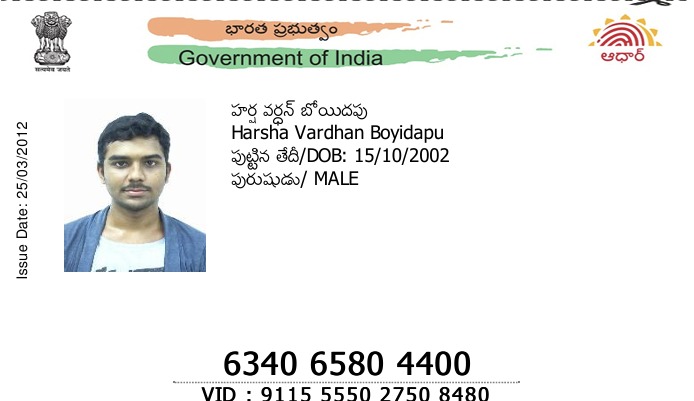 సత్యమేవ జయతే
భారత ప్రభుత్వం
Government of India
ఆధార్
Issue Date: 25/03/2012
హర్ష వర్ధన్ బోయిదపు
Harsha Vardhan Boyidapu
పుట్టిన తేదీ/DOB: 15/10/2002
పురుషుడు/ MALE
6340 6580 4400
VID : 9115 5550 2750 8480